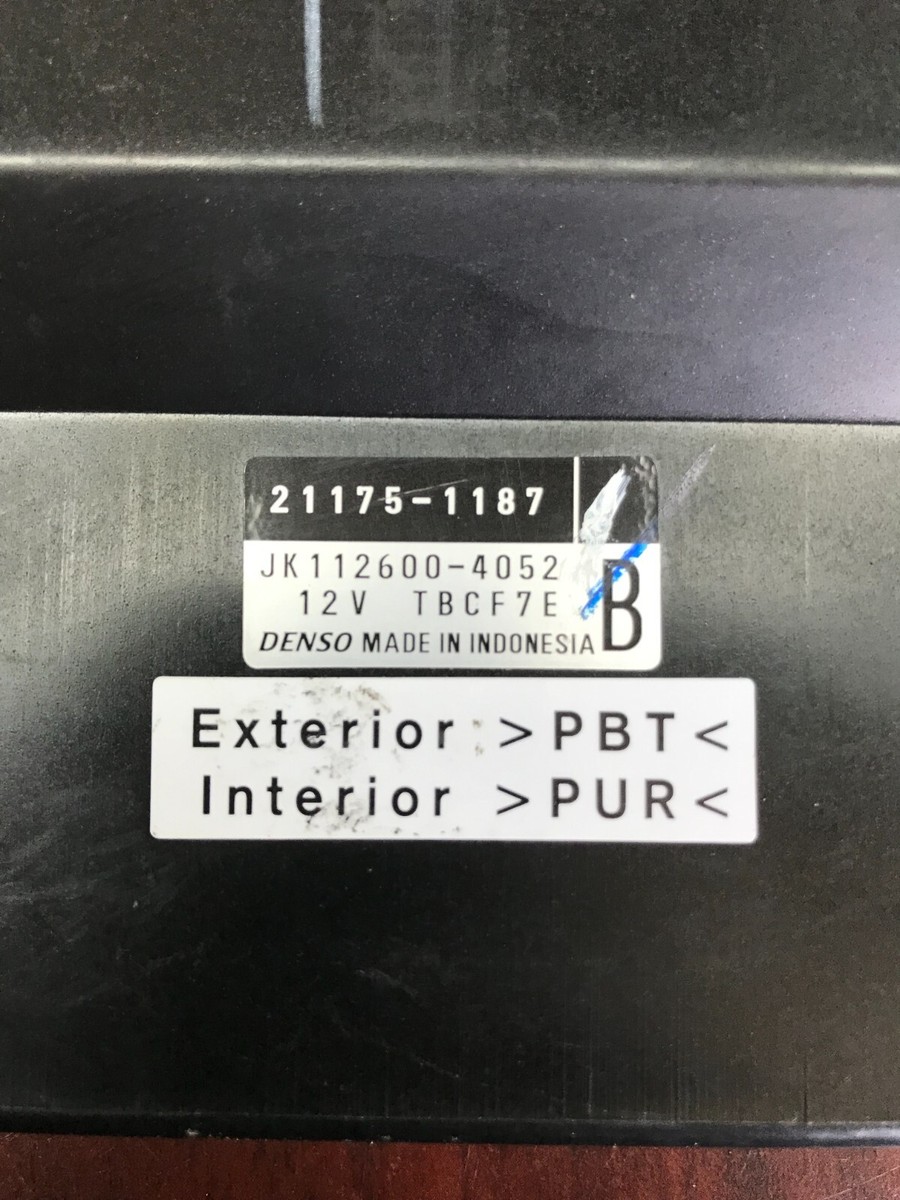 21175-1187
JK112600-4052
12V TBCF7E
B
DENSO MADE IN INDONESIA
Exterior >PBT<
Interior >PUR<